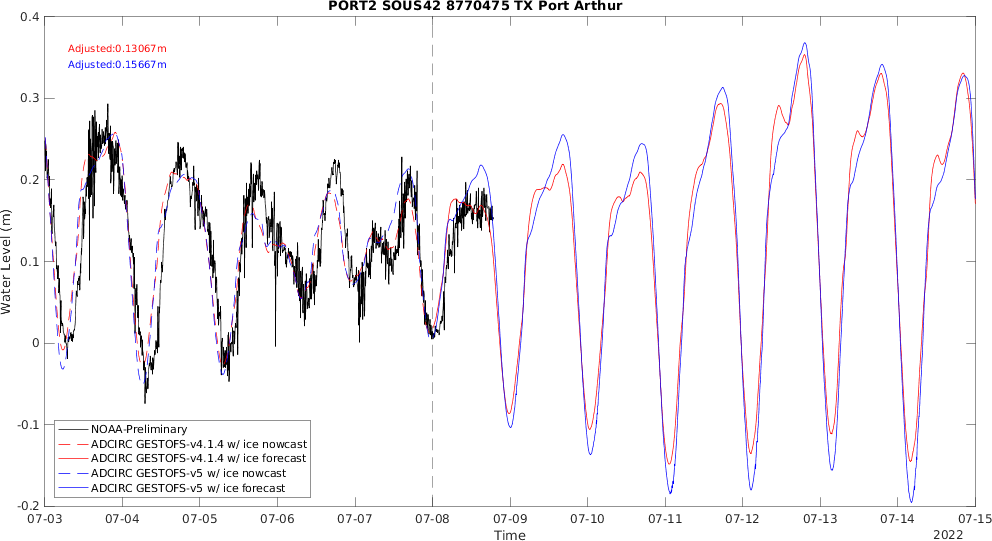 PORT2 SOUS42 8770475 TX Port Arthur
Adjusted:0.13067m
Adjusted:0.15667m
0.4
0.3
0.2
0.1
0
-0.1
-0.2
Water Level (m)
NOAA-Preliminary
ADCIRC GESTOFS-v4.1.4 w/ ice nowcast
ADCIRC GESTOFS-v4.1.4 w/ ice forecast
ADCIRC GESTOFS-v5 w/ ice nowcast
ADCIRC GESTOFS-v5 w/ ice forecast
07-03 07-04 07-05 07-06 07-07 07-08 07-09 07-10 07-11 07-12 07-13 07-14 07-15
Time
2022